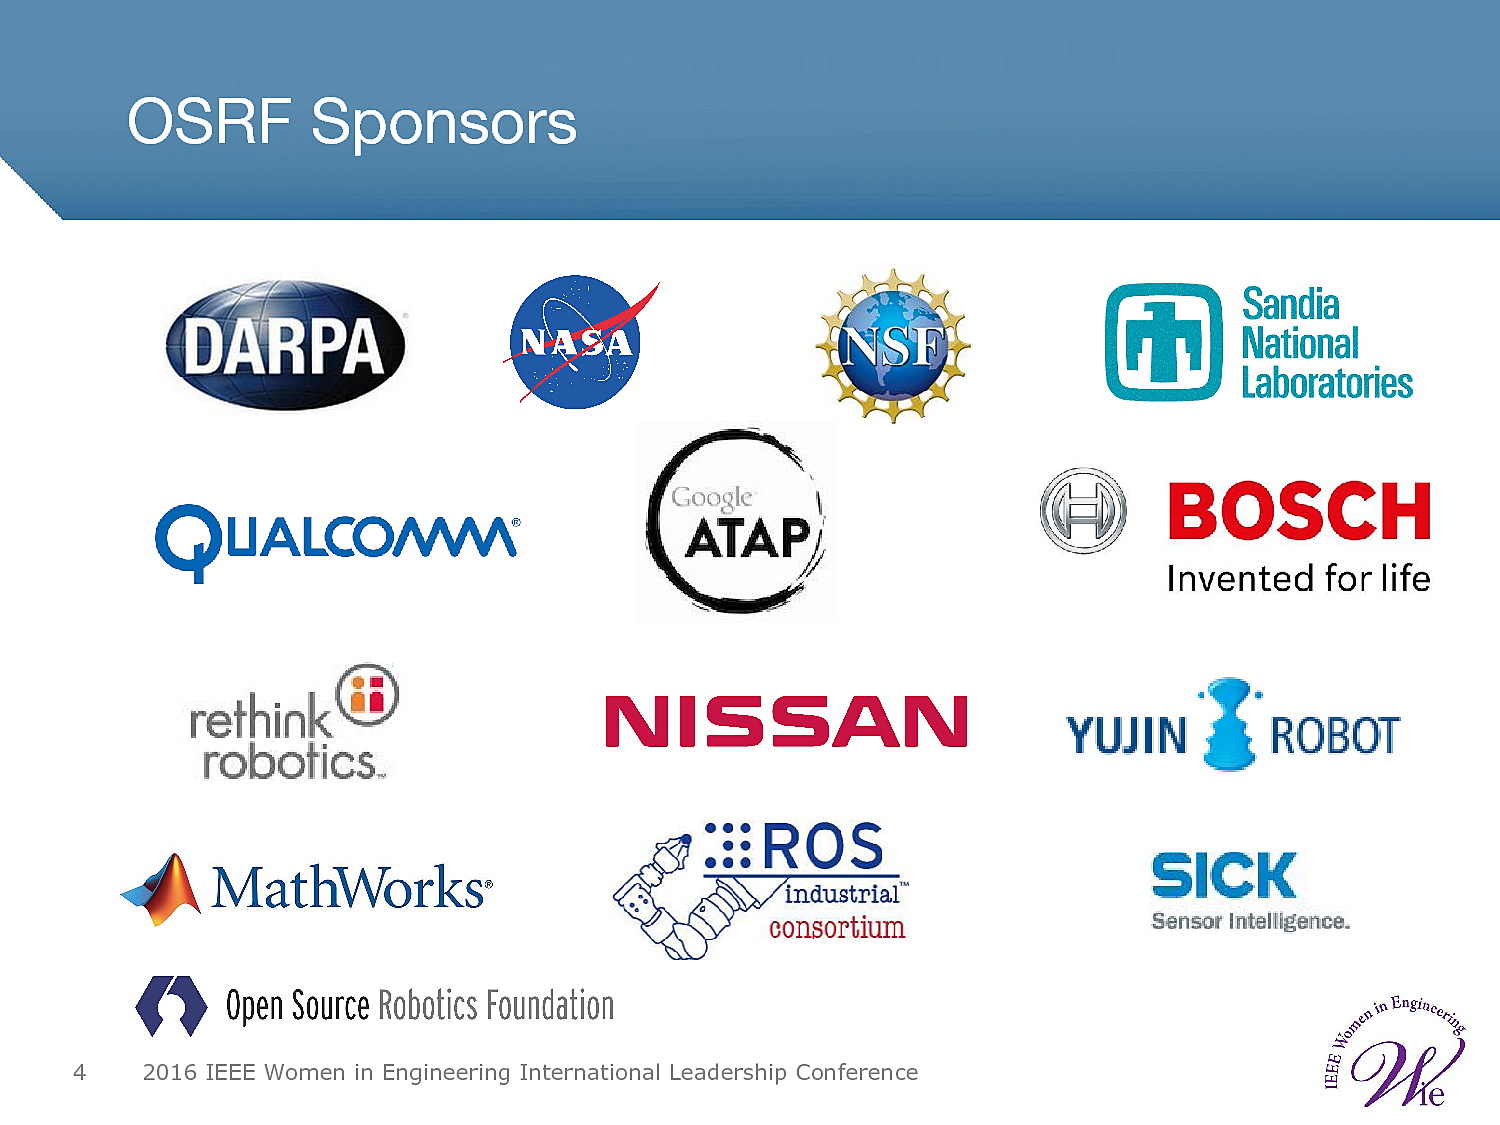 OSRF Sponsors
DARPA
NASA
NSF
Sandia
National
Laboratories
QUALCOMM®
Google
ATAP
BOSCH
Invented for life
rethink
robotics™
NISSAN
YUJIN ROBOT
MathWorks®
ROS
industrial™
consortium
SICK
Sensor Intelligence.
Open Source Robotics Foundation
4 2016 IEEE Women in Engineering International Leadership Conference
IEEE Women in Engineering
Wie